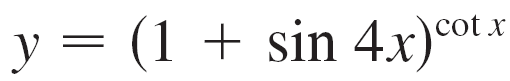 y = (1 + sin 4x)^{cot x}